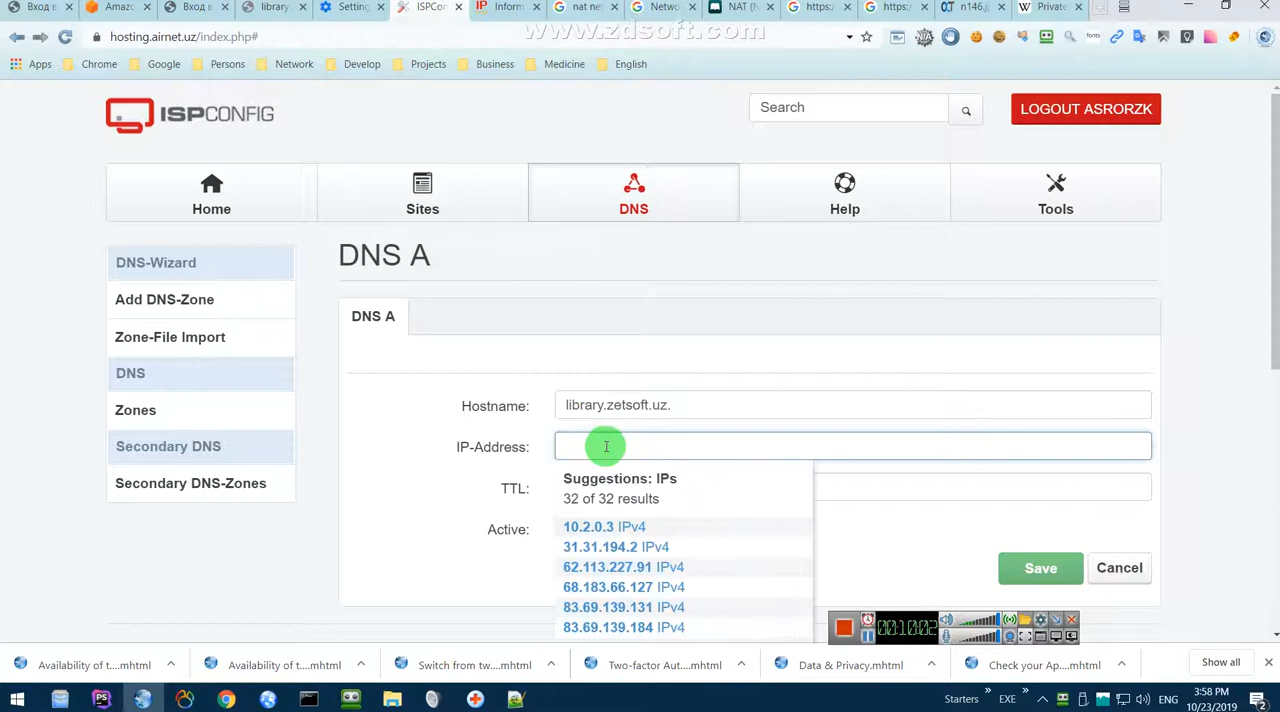 Вход в
Amazo
Вход в
library
Setting
ISPCon
Inform
nat ne
Netwo
NAT (N
https:/
https:/
n146.j
Private
hosting.airnet.uz/index.php#
www.zdsoft.com
Apps
Chrome
Google
Persons
Network
Develop
Projects
Business
Medicine
English
ISPCONFIG
Search
LOGOUT ASRORZK
Home
Sites
DNS
Help
Tools
DNS-Wizard
Add DNS-Zone
Zone-File Import
DNS
Zones
Secondary DNS
Secondary DNS-Zones
DNS A
DNS A
Hostname:
library.zetsoft.uz.
IP-Address:
Suggestions: IPs
32 of 32 results
10.2.0.3 IPv4
31.31.194.2 IPv4
62.113.227.91 IPv4
68.183.66.127 IPv4
83.69.139.131 IPv4
83.69.139.184 IPv4
TTL:
Active:
Save
Cancel
00:10:02
Availability of t....mhtml
Availability of t....mhtml
Switch from tw....mhtml
Two-factor Aut....mhtml
Data & Privacy.mhtml
Check your Ap....mhtml
Show all
Starters
EXE
ENG
3:58 PM
10/23/2019
2